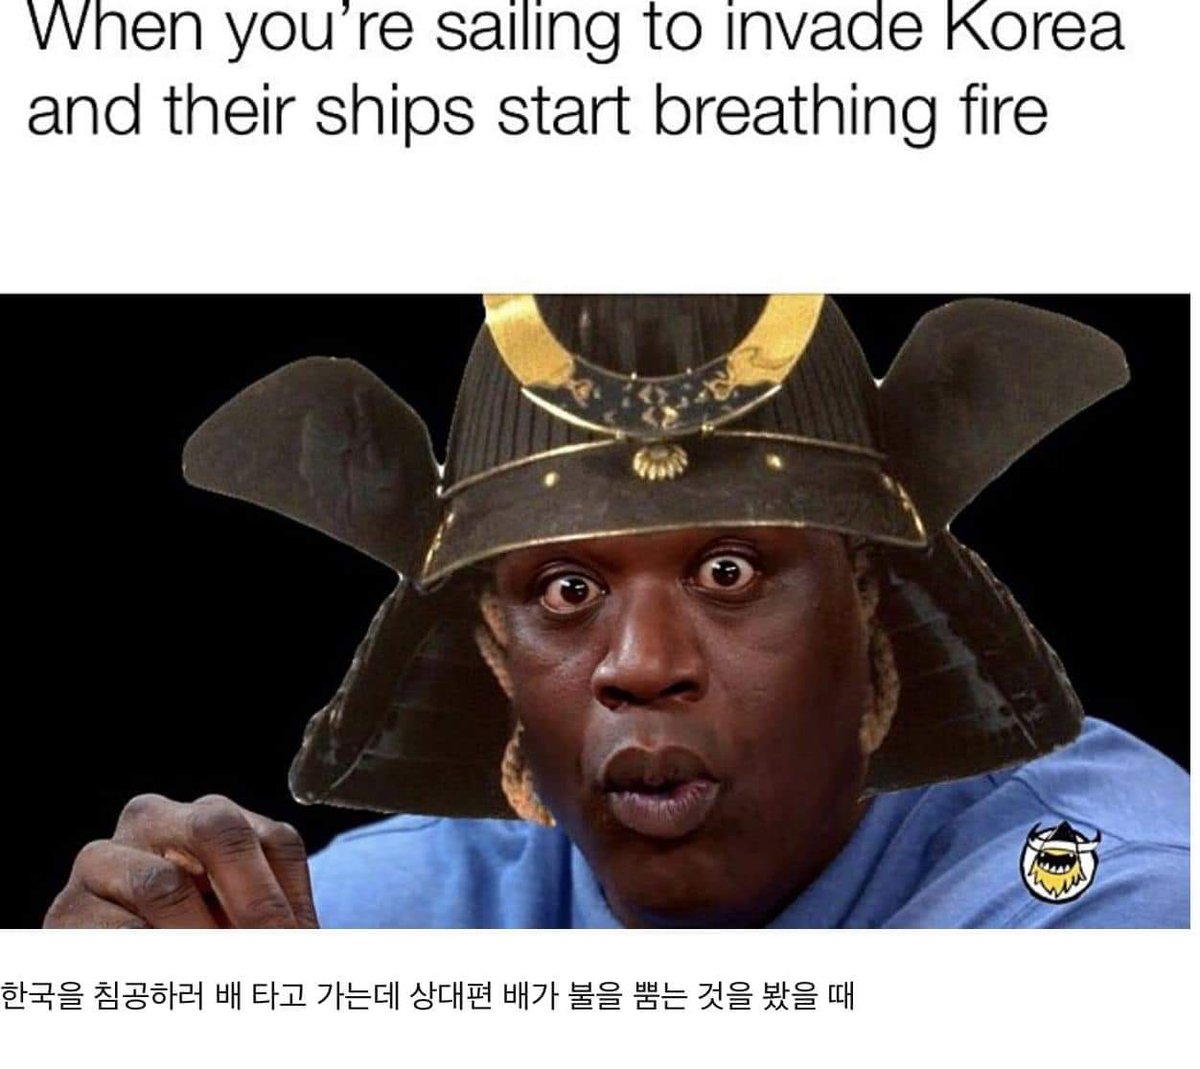 When you're sailing to invade Korea
and their ships start breathing fire
한국을 침공하러 배 타고 가는데 상대편 배가 불을 뿜는 것을 봤을 때